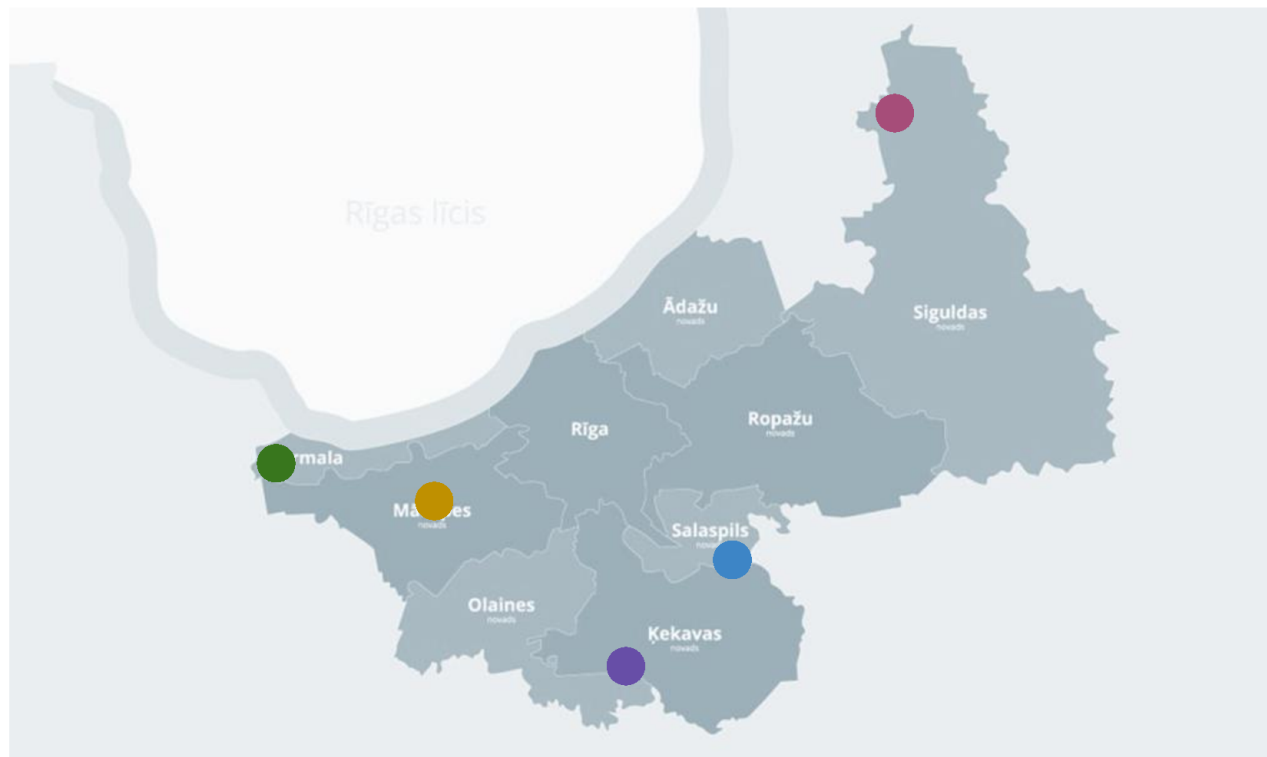 Rīgas līcis
Ādažu
novads
Siguldas
novads
Ropažu
novads
Rīga
rmala
Salaspils
Olaines
novads
Ķekavas
novads
novads